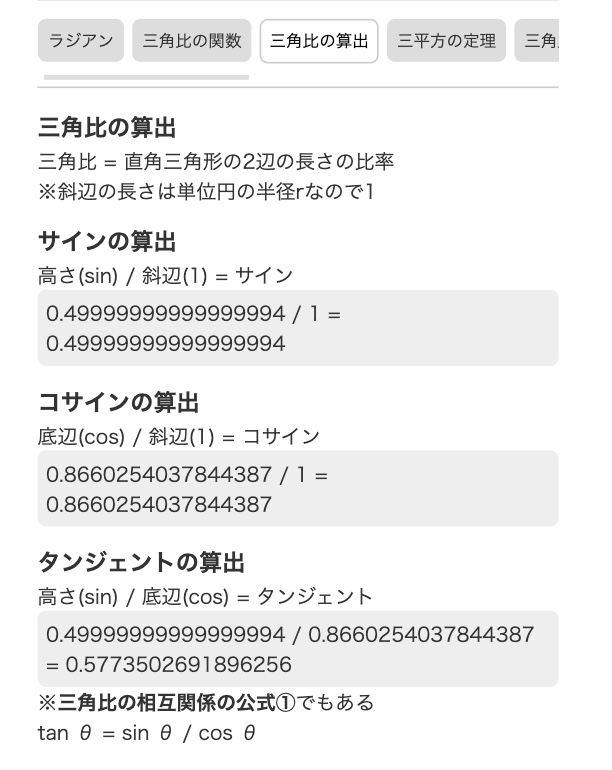 ラジアン 三角比の関数 三角比の算出 三平方の定理 三角
三角比の算出
三角比 = 直角三角形の2辺の長さの比率
※斜辺の長さは単位円の半径rなので1
サインの算出
高さ(sin) / 斜辺(1) = サイン
0.49999999999999994 / 1 =
0.49999999999999994
コサインの算出
底辺(cos) / 斜辺(1) = コサイン
0.8660254037844387 / 1 =
0.8660254037844387
タンジェントの算出
高さ(sin) / 底辺(cos) = タンジェント
0.49999999999999994 / 0.8660254037844387
= 0.5773502691896256
※三角比の相互関係の公式①でもある
tan θ = sin θ / cos θ